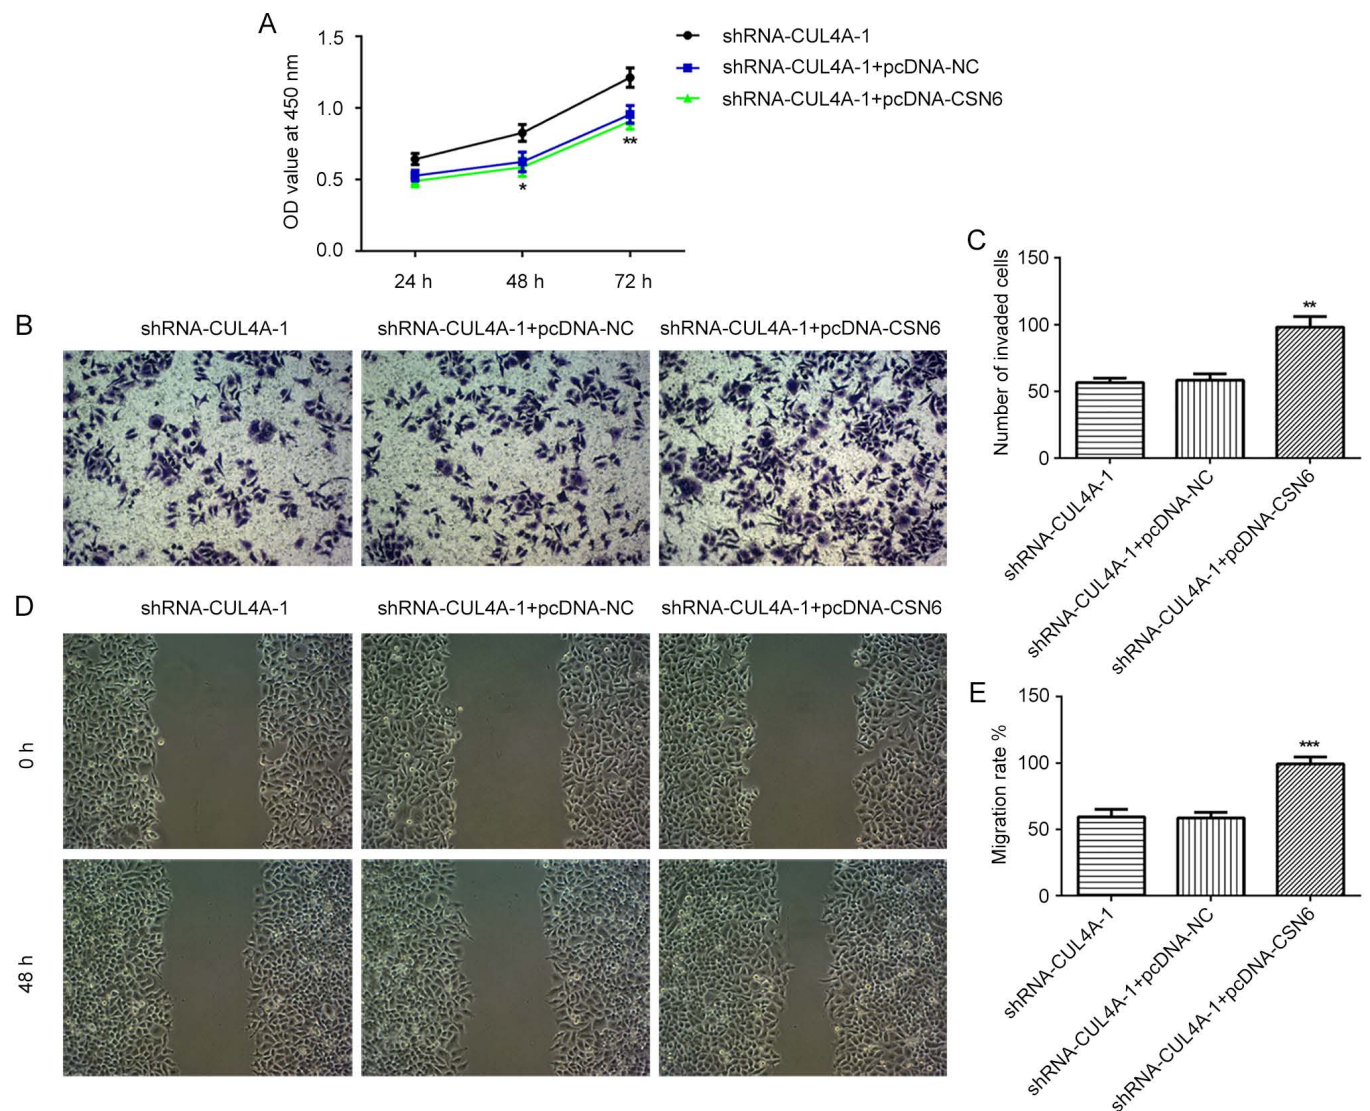 A
1.5
1.0
0.5
0.0
OD value at 450 nm
24 h
48 h
72 h
*
**
shRNA-CUL4A-1
shRNA-CUL4A-1+pcDNA-NC
shRNA-CUL4A-1+pcDNA-CSN6
B
shRNA-CUL4A-1
shRNA-CUL4A-1+pcDNA-NC
shRNA-CUL4A-1+pcDNA-CSN6
C
150
100
50
0
Number of invaded cells
**
shRNA-CUL4A-1
shRNA-CUL4A-1+pcDNA-NC
shRNA-CUL4A-1+pcDNA-CSN6
D
shRNA-CUL4A-1
shRNA-CUL4A-1+pcDNA-NC
shRNA-CUL4A-1+pcDNA-CSN6
0 h
48 h
E
150
100
50
0
Migration rate %
***
shRNA-CUL4A-1
shRNA-CUL4A-1+pcDNA-NC
shRNA-CUL4A-1+pcDNA-CSN6